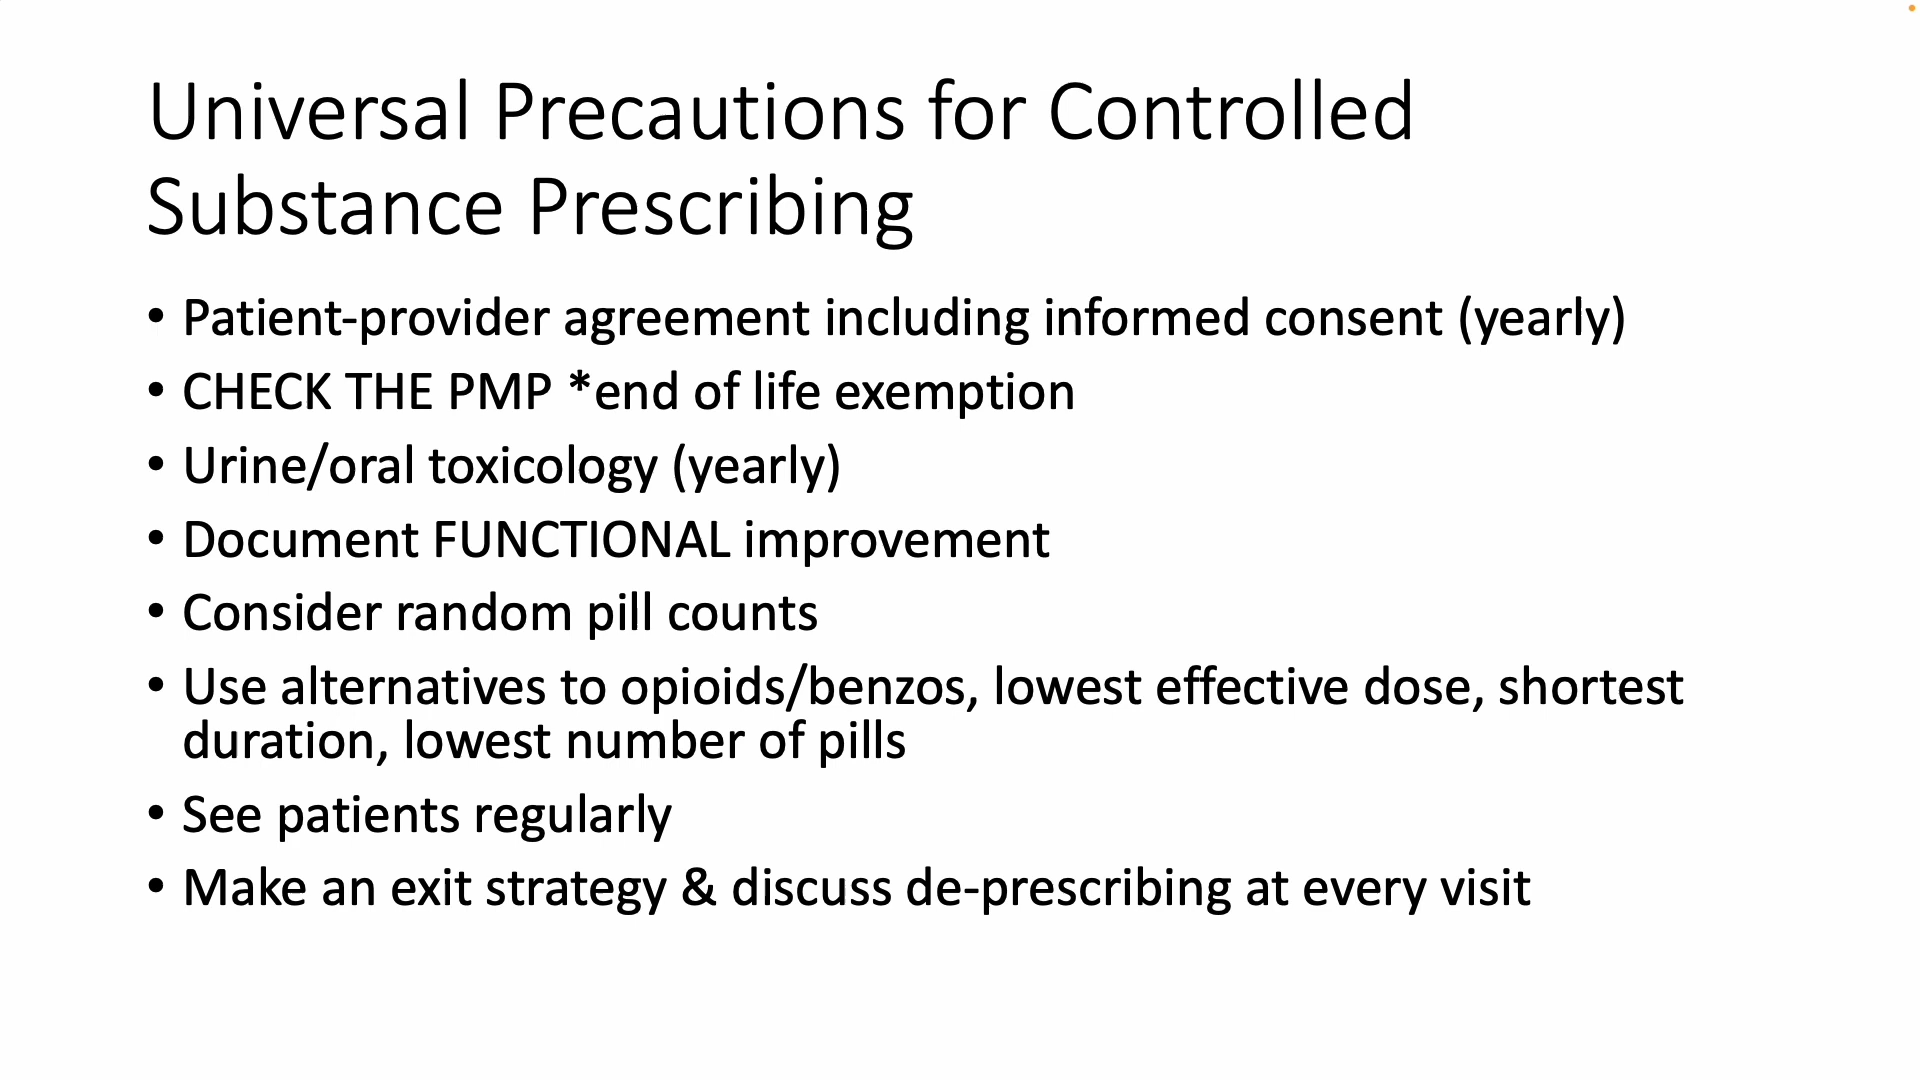 Universal Precautions for Controlled
Substance Prescribing
• Patient-provider agreement including informed consent (yearly)
• CHECK THE PMP *end of life exemption
• Urine/oral toxicology (yearly)
• Document FUNCTIONAL improvement
• Consider random pill counts
• Use alternatives to opioids/benzos, lowest effective dose, shortest
duration, lowest number of pills
• See patients regularly
• Make an exit strategy & discuss de-prescribing at every visit